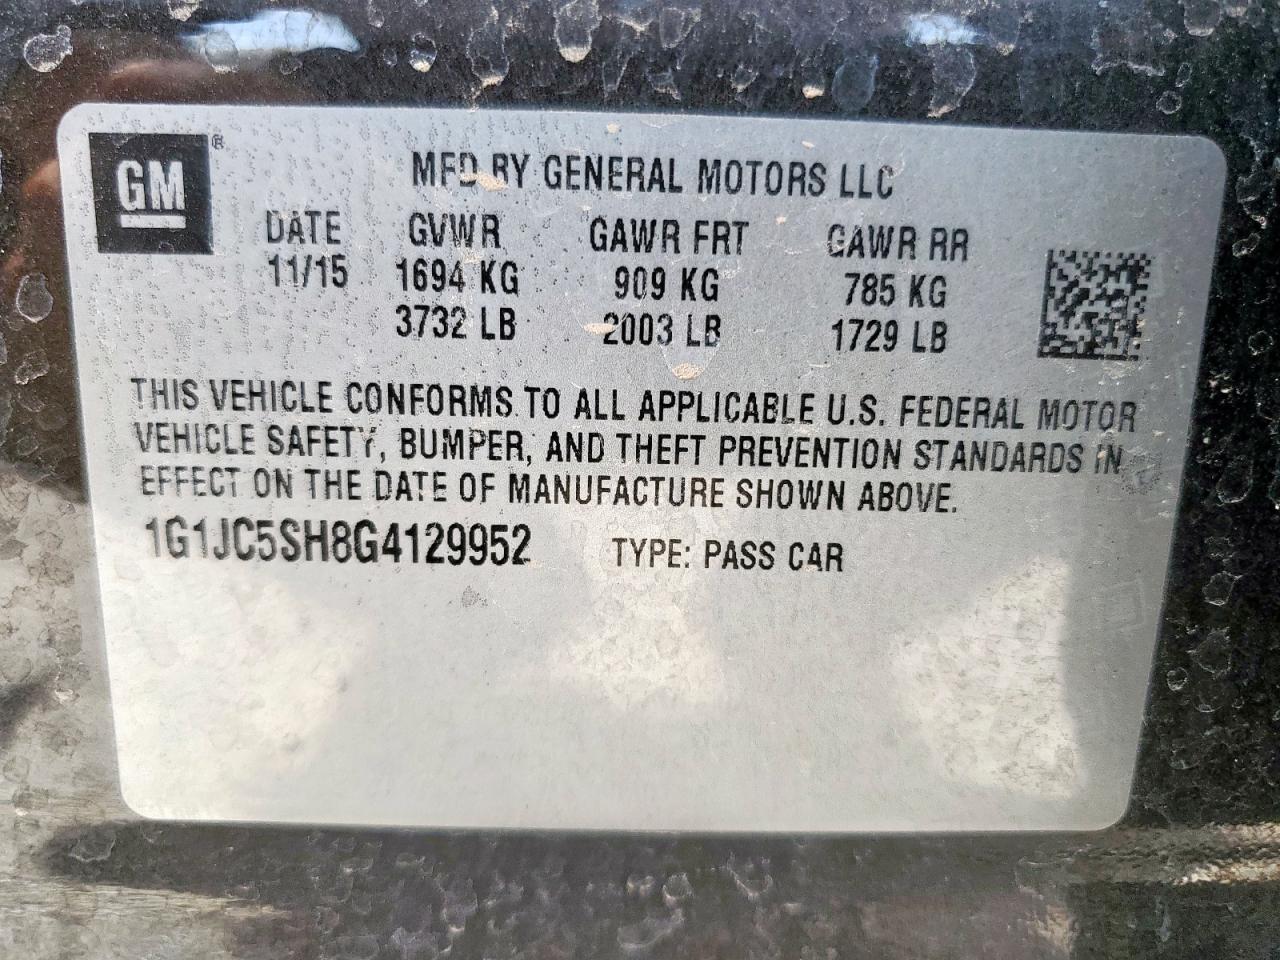 GM ®
MFD BY GENERAL MOTORS LLC
DATE GVWR GAWR FRT GAWR RR
11/15 1694 KG 909 KG 785 KG
3732 LB 2003 LB 1729 LB
THIS VEHICLE CONFORMS TO ALL APPLICABLE U.S. FEDERAL MOTOR
VEHICLE SAFETY, BUMPER, AND THEFT PREVENTION STANDARDS IN
EFFECT ON THE DATE OF MANUFACTURE SHOWN ABOVE.
1G1JC5SH8G4129952 TYPE: PASS CAR